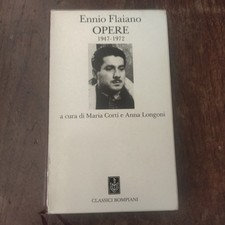 Ennio Flaiano
OPERE
1947-1972
a cura di Maria Corti e Anna Longoni
CLASSICI BOMPIANI